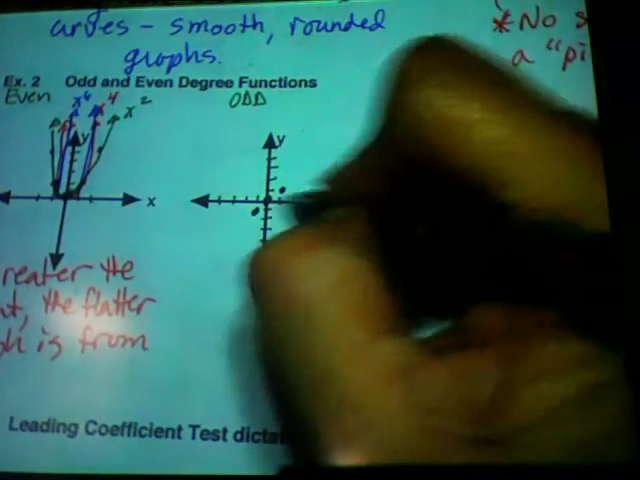 curves - smooth, rounded
graphs.
*No
a "pi
Ex. 2 Odd and Even Degree Functions
Even
ODD
x⁶ x⁴ x²
y
y
x
reater the
the flatter
is from
Leading Coefficient Test dicta